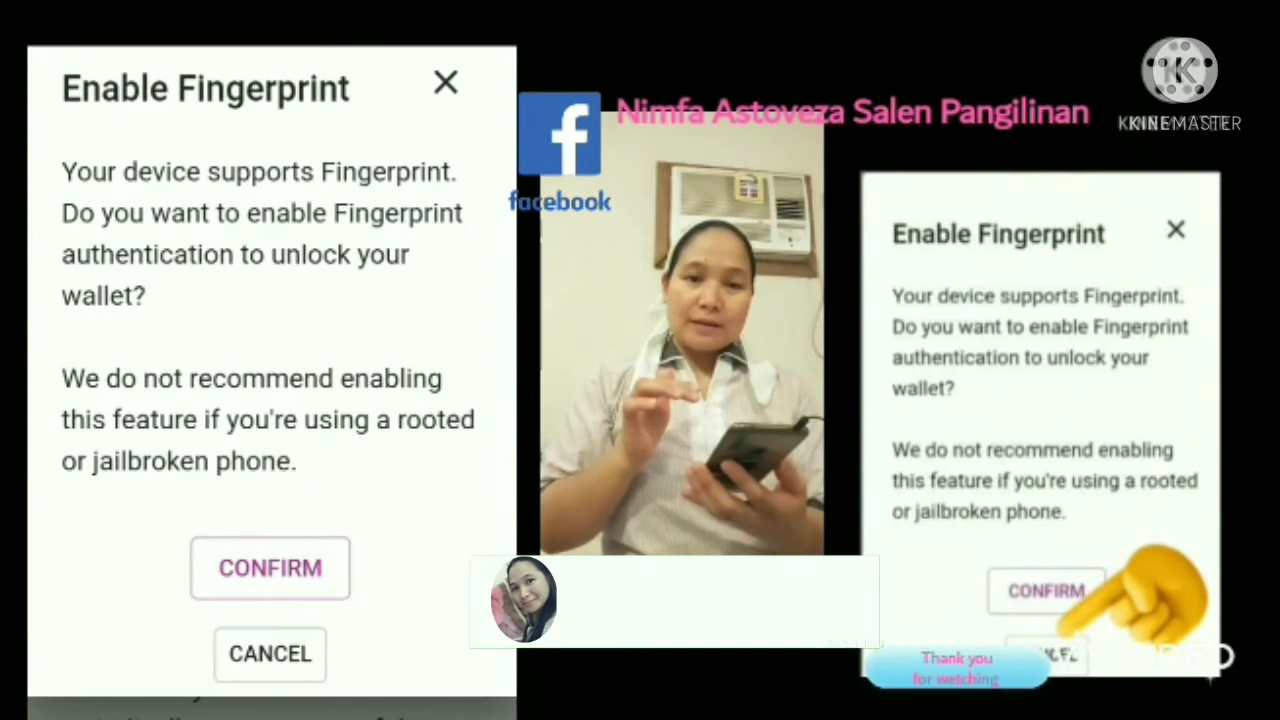 Enable Fingerprint
Your device supports Fingerprint.
Do you want to enable Fingerprint
authentication to unlock your
wallet?
We do not recommend enabling
this feature if you're using a rooted
or jailbroken phone.
CONFIRM
CANCEL
f
facebook
Nimfa Astoveza Salen Pangilinan
K
KINEMASTER
Enable Fingerprint
Your device supports Fingerprint.
Do you want to enable Fingerprint
authentication to unlock your
wallet?
We do not recommend enabling
this feature if you're using a rooted
or jailbroken phone.
CONFIRM
Thank you
for watching